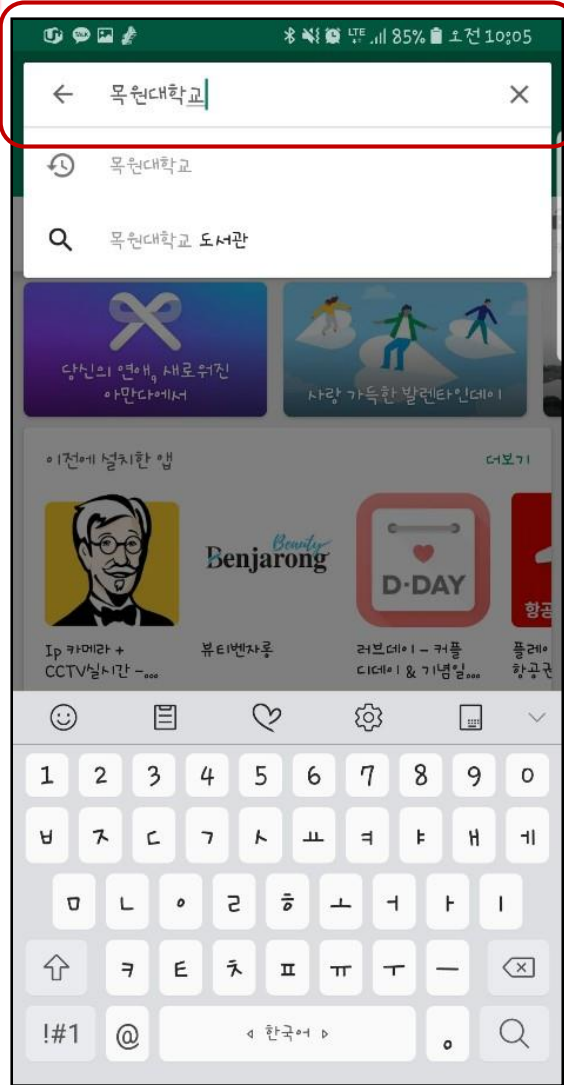 LTE 85% 오전 10:05
목원대학교
목원대학교
목원대학교 도서관
당신의 연애, 새로워진
아만다에서
사랑 가득한 발렌타인데이
이전에 설치한 앱 더보기
Beauty
Benjarong
D·DAY
항공
Ip 카메라 +
CCTV실시간 –...
뷰티벤자롱
러브데이 – 커플
디데이 & 기념일...
플레이
항공권
1 2 3 4 5 6 7 8 9 0
ㅂ ㅈ ㄷ ㄱ ㅅ ㅛ ㅕ ㅑ ㅐ ㅔ
ㅁ ㄴ ㅇ ㄹ ㅎ ㅗ ㅓ ㅏ ㅣ
ㅋ ㅌ ㅊ ㅍ ㅠ ㅜ ㅡ
!#1 @ 한국어 .